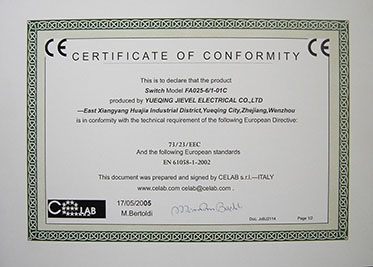 CE CERTIFICATE OF CONFORMITY CE
This is to declare that the product
Switch Model FA025-6/1-01C
produced by YUEQING JIEVEL ELECTRICAL CO.,LTD
—East Xiangyang Huajia Industrial District,Yueqing City,Zhejiang,Wenzhou
is in conformity with the technical requirement of the following European Directive:
73/23/EEC
And the following European standards
EN 61058-1-2002
This document was prepared and signed by CELAB s.r.l.—ITALY
www.celab.com celab@celab.com .
CELAB
17/05/2005
M.Bertoldi
Page 1/2